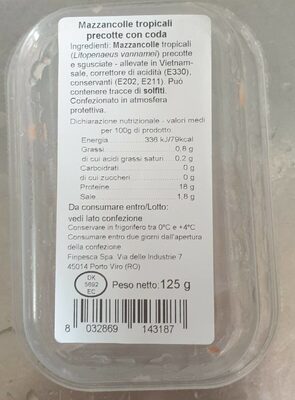 Mazzancolle tropicali
precotte con coda
Ingredienti: Mazzancolle tropicali
(Litopenaeus vannamei) precotte
e sgusciate - allevate in Vietnam-
sale, correttore di acidità (E330),
conservanti (E202, E211). Può
contenere tracce di solfiti.
Confezionato in atmosfera
protettiva.
Dichiarazione nutrizionale - valori medi
per 100g di prodotto
Energia 336 kJ/79kcal
Grassi 0,8 g
di cui acidi grassi saturi 0,2 g
Carboidrati 0 g
di cui zuccheri 0 g
Proteine 18 g
Sale 1,8 g
Da consumare entro/Lotto:
vedi lato confezione
Conservare in frigorifero tra 0°C e +4°C
Consumare entro due giorni dall'apertura
della confezione.
Finpesca Spa. Via delle Industrie 7
45014 Porto Viro (RO)
DK
5692
EC
Peso netto: 125 g
8 032869 143187